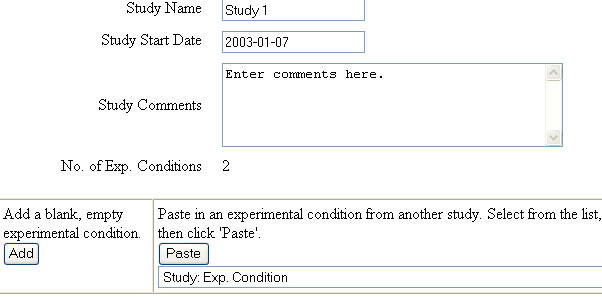 Study Name Study 1
Study Start Date 2003-01-07
Enter comments here.
Study Comments
No. of Exp. Conditions 2
Add a blank, empty
experimental condition.
Add
Paste in an experimental condition from another study. Select from the list,
then click 'Paste'.
Paste
Study: Exp. Condition